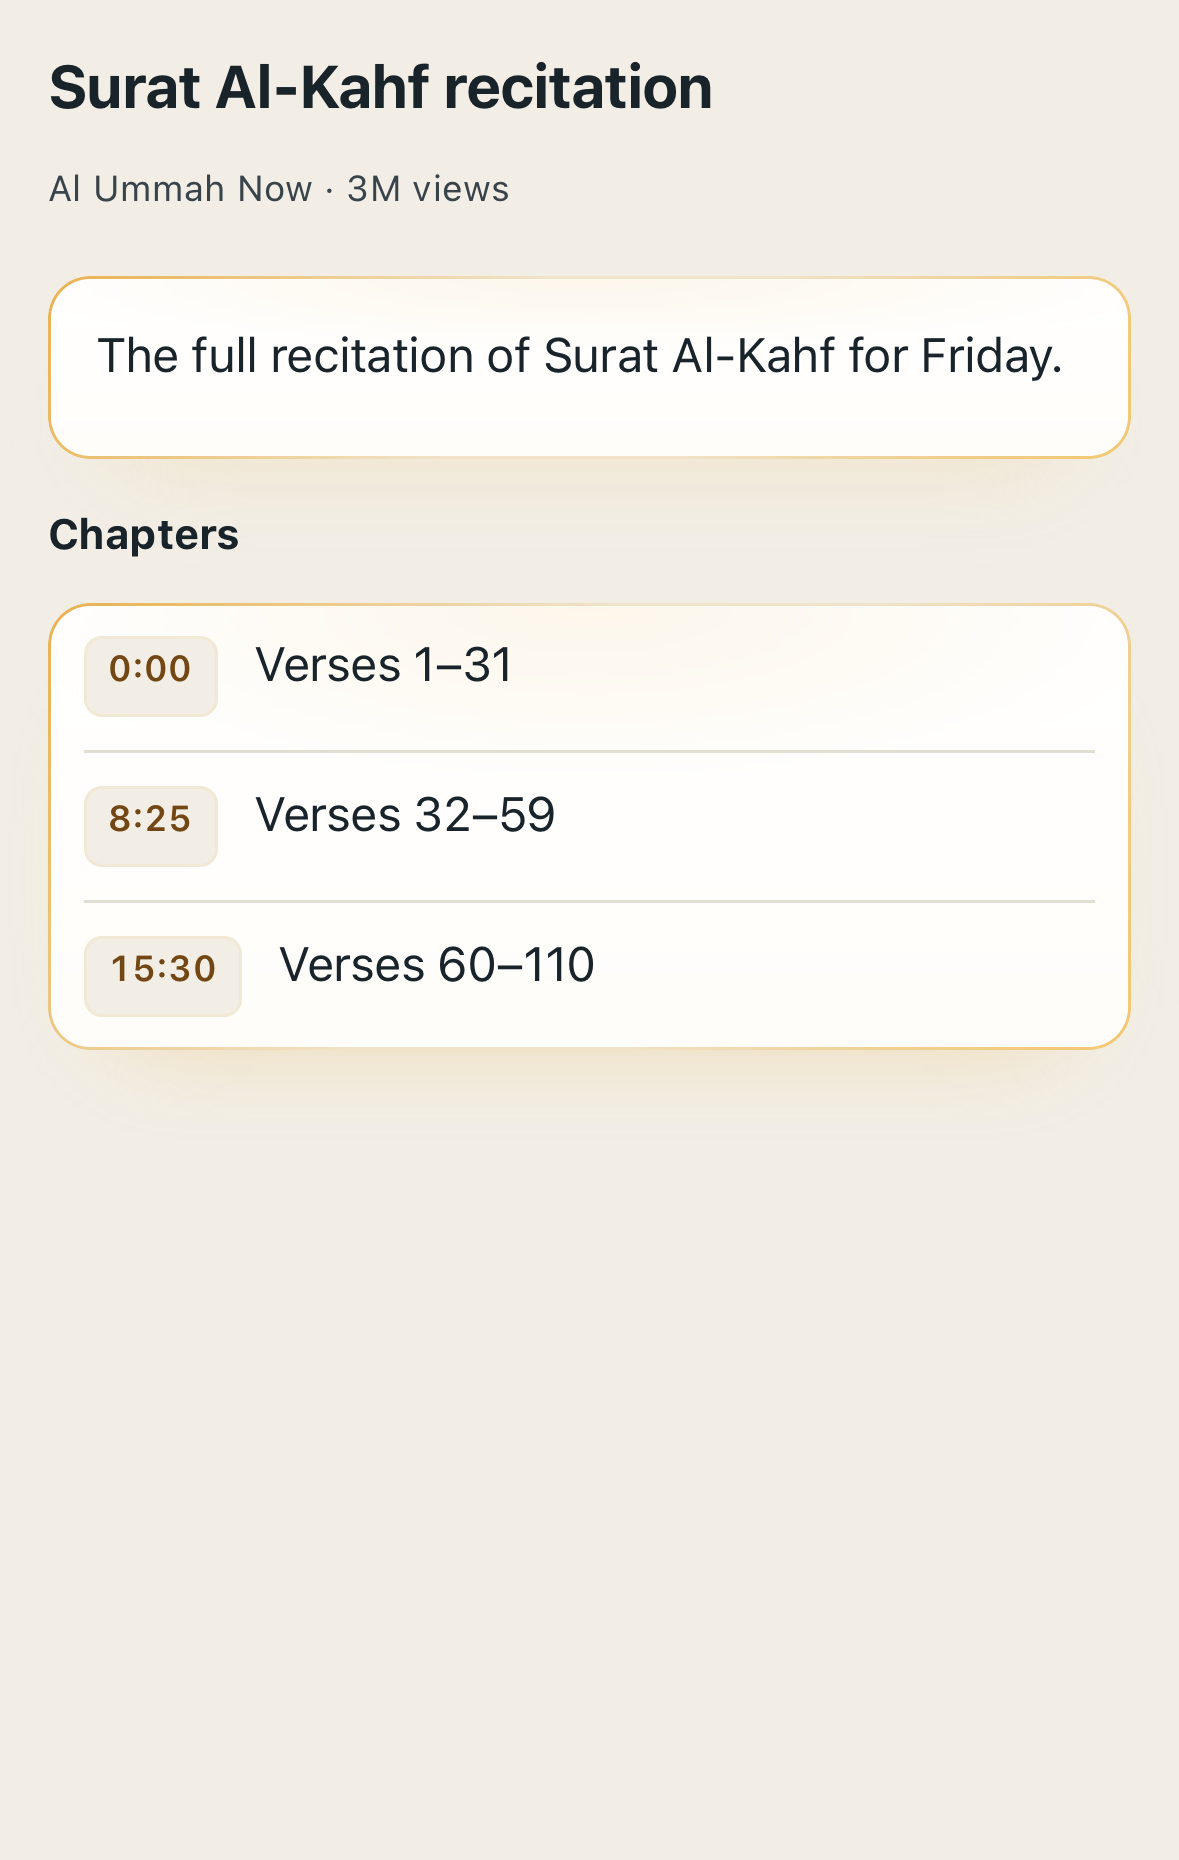 Surat Al-Kahf recitation
Al Ummah Now · 3M views
The full recitation of Surat Al-Kahf for Friday.
Chapters
0:00 Verses 1–31
8:25 Verses 32–59
15:30 Verses 60–110